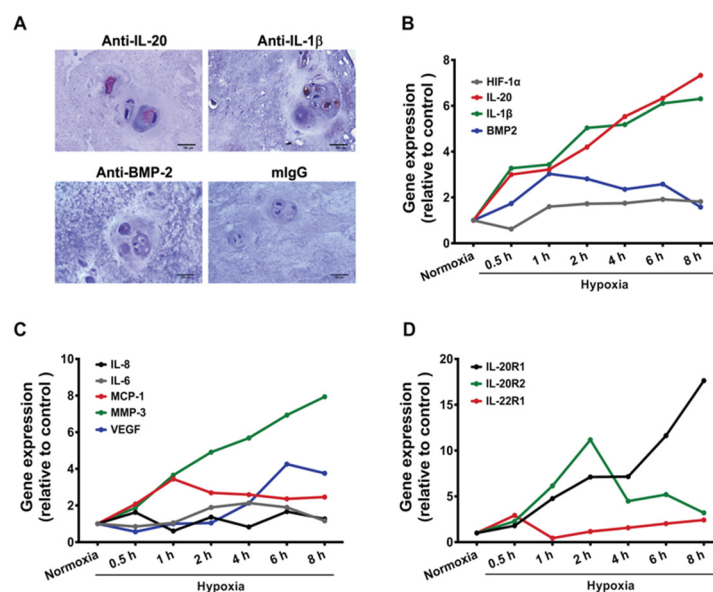 A
Anti-IL-20
Anti-IL-1β
Anti-BMP-2
mIgG
B
Gene expression
(relative to control )
8
6
4
2
0
HIF-1α
IL-20
IL-1β
BMP2
Normoxia
0.5 h
1 h
2 h
4 h
6 h
8 h
Hypoxia
C
Gene expression
(relative to control )
10
8
6
4
2
0
IL-8
IL-6
MCP-1
MMP-3
VEGF
Normoxia
0.5 h
1 h
2 h
4 h
6 h
8 h
Hypoxia
D
Gene expression
(relative to control )
20
15
10
5
0
IL-20R1
IL-20R2
IL-22R1
Normoxia
0.5 h
1 h
2 h
4 h
6 h
8 h
Hypoxia